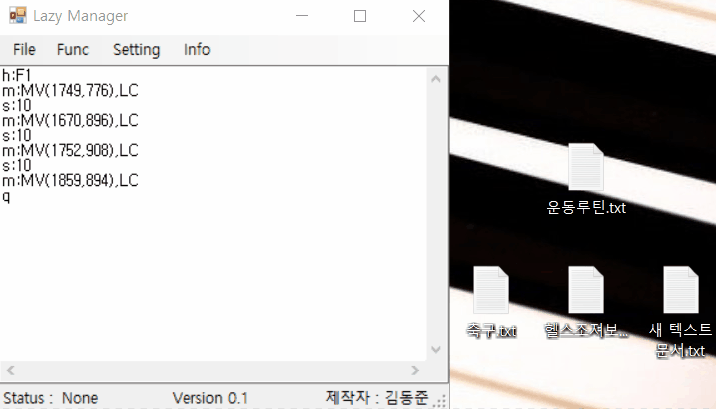 Lazy Manager
File Func Setting Info
h:F1
m:MV(1749,776),LC
s:10
m:MV(1670,896),LC
s:10
m:MV(1752,908),LC
s:10
m:MV(1859,894),LC
q
Status : None Version 0.1 제작자 : 김동준
운동루틴.txt
축구.txt
헬스조져보...
새 텍스트
문서.txt